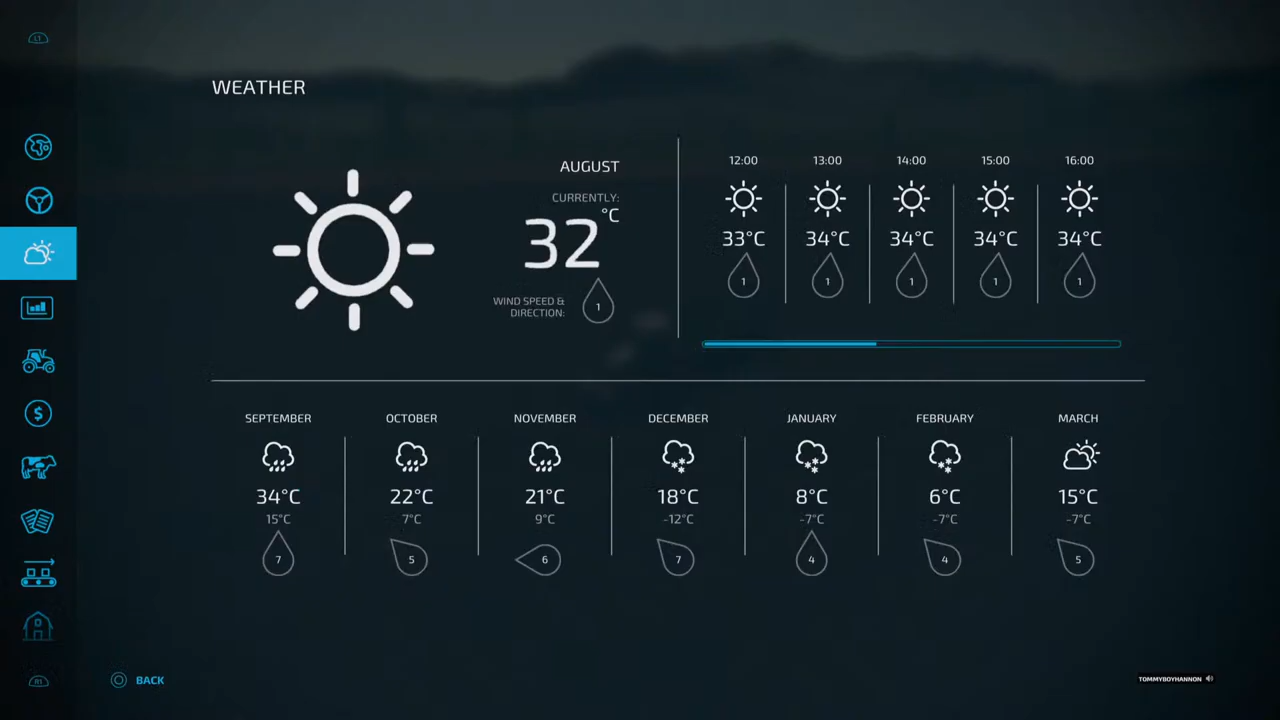 LT
WEATHER
AUGUST
CURRENTLY:
32 °C
WIND SPEED & DIRECTION:
1
12:00 13:00 14:00 15:00 16:00
33°C 34°C 34°C 34°C 34°C
1 1 1 1 1
SEPTEMBER OCTOBER NOVEMBER DECEMBER JANUARY FEBRUARY MARCH
34°C 22°C 21°C 18°C 8°C 6°C 15°C
15°C 7°C 9°C -12°C -7°C -7°C -7°C
7 5 6 7 4 4 5
R1
BACK
TOMMYBOYHANNON